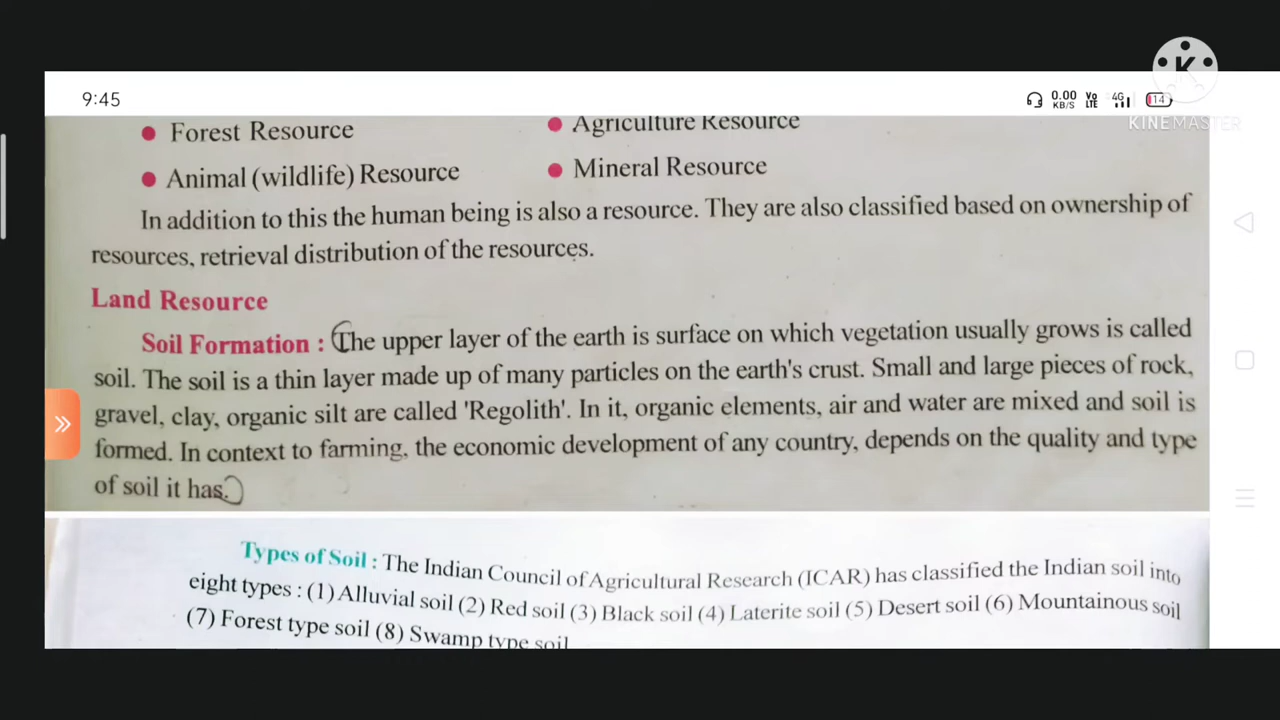 9:45
0.00 KB/S Vo LTE 4G 14
K
KINEMASTER
• Forest Resource • Agriculture Resource
• Animal (wildlife) Resource • Mineral Resource
In addition to this the human being is also a resource. They are also classified based on ownership of
resources, retrieval distribution of the resources.
Land Resource
Soil Formation : (The upper layer of the earth is surface on which vegetation usually grows is called
soil. The soil is a thin layer made up of many particles on the earth's crust. Small and large pieces of rock,
gravel, clay, organic silt are called 'Regolith'. In it, organic elements, air and water are mixed and soil is
formed. In context to farming, the economic development of any country, depends on the quality and type
of soil it has.)
Types of Soil : The Indian Council of Agricultural Research (ICAR) has classified the Indian soil into
eight types : (1) Alluvial soil (2) Red soil (3) Black soil (4) Laterite soil (5) Desert soil (6) Mountainous soil
(7) Forest type soil (8) Swamp type soil